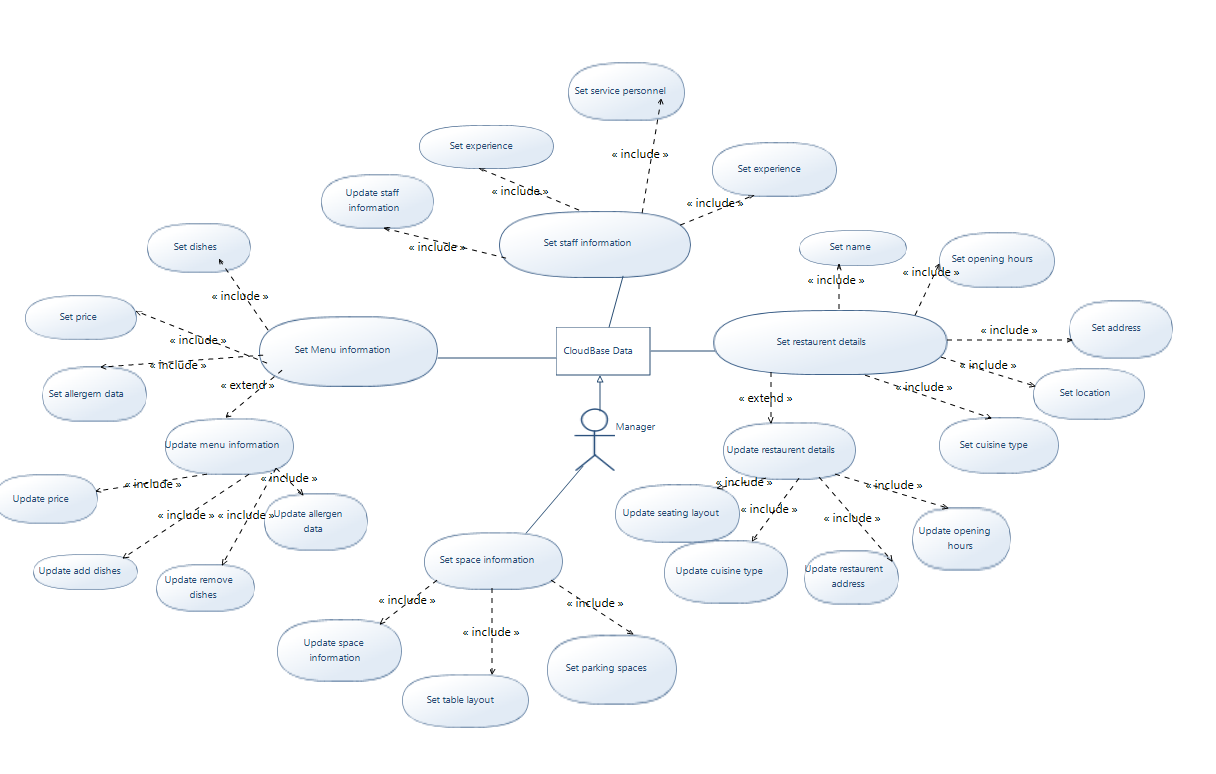 Set service personnel
Set experience
« include »
Set experience
Update staff
information
« include »
« include »
Set staff information
« include »
Set dishes
Set name
Set opening hours
« include »
« include »
« include »
Set price
« include »
Set Menu information
CloudBase Data
Set restaurent details
« include »
Set address
« include »
« include »
« extend »
Set allergern data
« include »
Set location
« include »
« extend »
Manager
Update menu information
Update restaurent details
Set cuisine type
Update price
« include »
« include »
« include »
« include »
« include »
« include »
Update allergen
data
Update seating layout
« include »
« include »
Update opening
hours
Update add dishes
Update remove
dishes
Set space information
Update cuisine type
Update restaurent
address
« include »
« include »
« include »
Update space
information
Set parking spaces
Set table layout